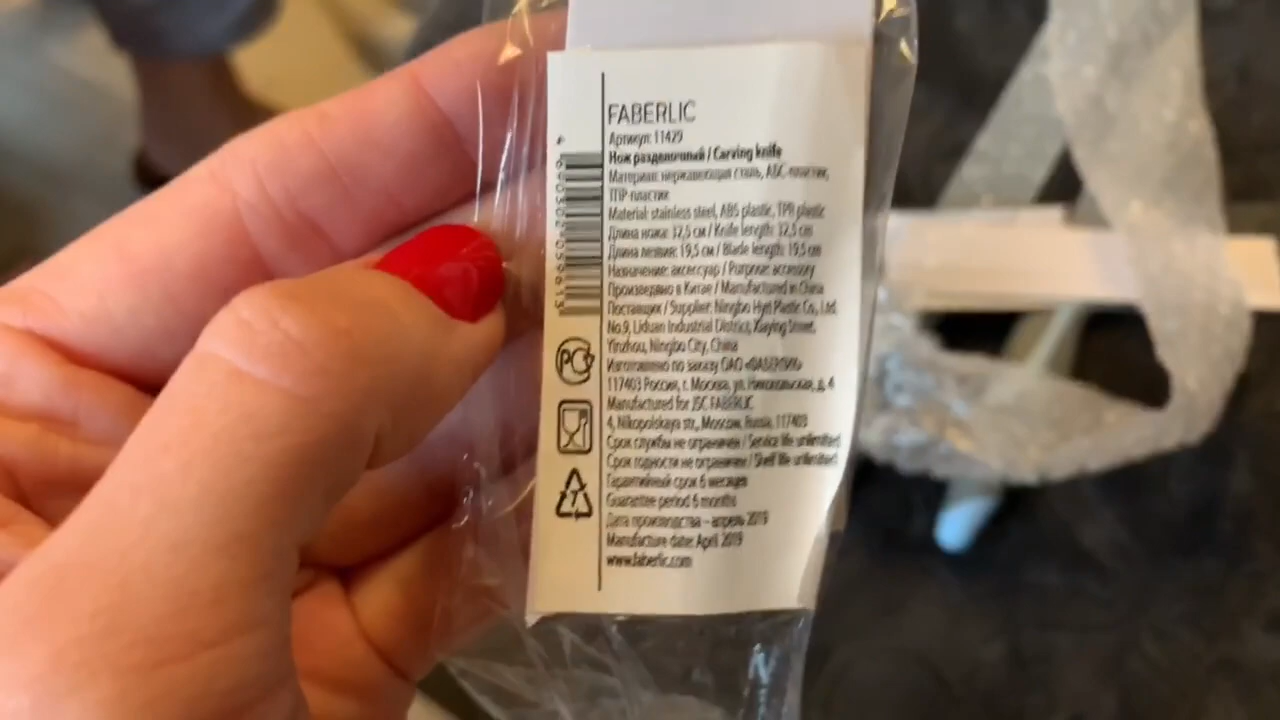 FABERLIC
Артикул: 11429
Нож разделочный / Carving knife
Материал: нержавеющая сталь, АБС-пластик,
ТПР-пластик
Material: stainless steel, ABS plastic, TPR plastic
Длина ножа: 32,5 см / Knife length: 32,5 cm
Длина лезвия: 19,5 см / Blade length: 19,5 cm
Назначение: аксессуар / Purpose: accessory
Произведено в Китае / Manufactured in China
Поставщик / Supplier: Ningbo Hyrt Plastic Co., Ltd.
No.9, Liduan Industrial District, Xiaying Street,
Yinzhou, Ningbo City, China
Изготовлено по заказу ОАО «ФАБЕРЛИК»
117403 Россия, г. Москва, ул. Никопольская, д. 4
Manufactured for JSC FABERLIC
4, Nikopolskaya str., Moscow, Russia, 117403
Срок службы не ограничен / Service life unlimited
Срок годности не ограничен / Shelf life unlimited
Гарантийный срок 6 месяцев
Guarantee period 6 months
Дата производства – апрель 2019
Manufacture date: April 2019
www.faberlic.com